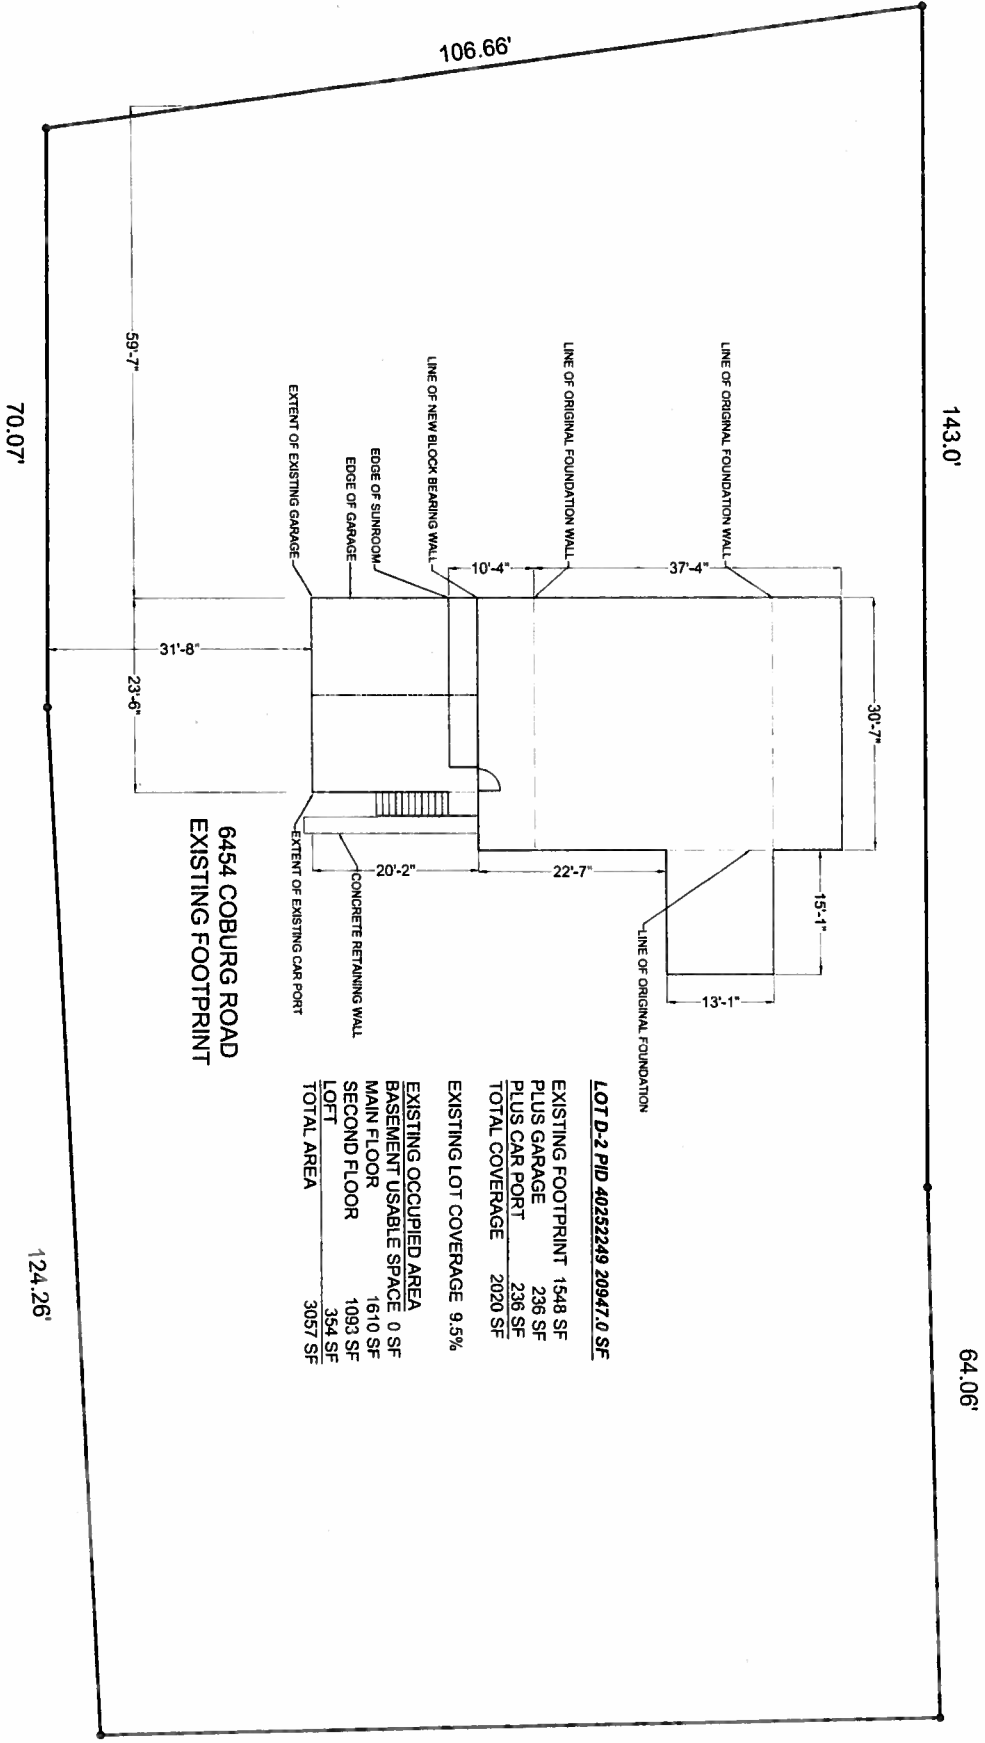 106.66'
143.0'
64.06'
70.07'
124.26'
59'-7"
31'-8"
23'-6"
10'-4"
37'-4"
30'-7"
15'-1"
13'-1"
22'-7"
20'-2"
LINE OF ORIGINAL FOUNDATION WALL
LINE OF ORIGINAL FOUNDATION WALL
LINE OF NEW BLOCK BEARING WALL
EDGE OF SUNROOM
EDGE OF GARAGE
EXTENT OF EXISTING GARAGE
LINE OF ORIGINAL FOUNDATION
CONCRETE RETAINING WALL
EXTENT OF EXISTING CAR PORT
LOT D-2 PID 40252249 20947.0 SF
EXISTING FOOTPRINT 1548 SF
PLUS GARAGE 236 SF
PLUS CAR PORT 236 SF
TOTAL COVERAGE 2020 SF
EXISTING LOT COVERAGE 9.5%
EXISTING OCCUPIED AREA
BASEMENT USABLE SPACE 0 SF
MAIN FLOOR 1610 SF
SECOND FLOOR 1093 SF
LOFT 354 SF
TOTAL AREA 3057 SF
6454 COBURG ROAD
EXISTING FOOTPRINT